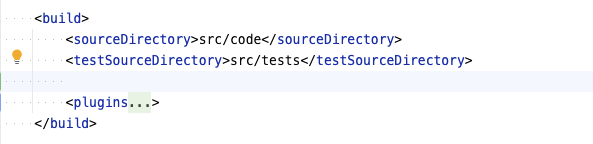 <build>
<sourceDirectory>src/code</sourceDirectory>
<testSourceDirectory>src/tests</testSourceDirectory>
<plugins...>
</build>